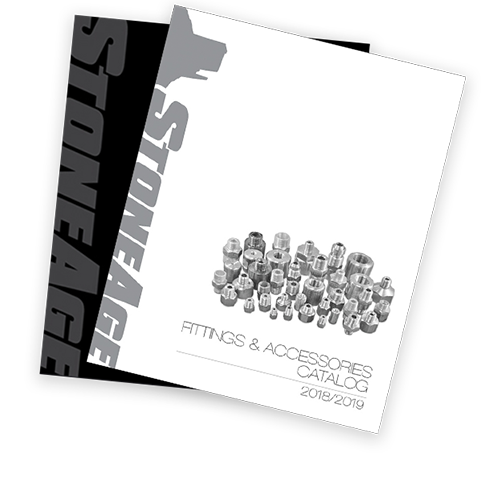 STONEAGE
STONEAGE
FITTINGS & ACCESSORIES
CATALOG
2018/2019